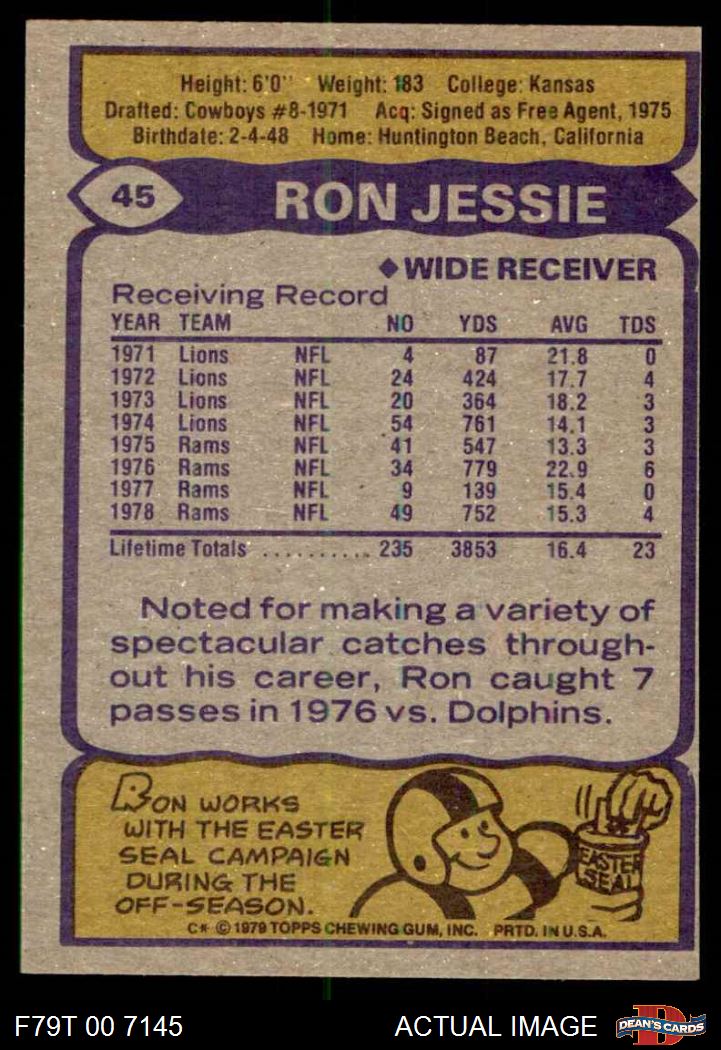 Height: 6'0" Weight: 183 College: Kansas
Drafted: Cowboys #8-1971 Acq: Signed as Free Agent, 1975
Birthdate: 2-4-48 Home: Huntington Beach, California
45 RON JESSIE
◆WIDE RECEIVER
Receiving Record
YEAR TEAM NO YDS AVG TDS
1971 Lions NFL 4 87 21.8 0
1972 Lions NFL 24 424 17.7 4
1973 Lions NFL 20 364 18.2 3
1974 Lions NFL 54 761 14.1 3
1975 Rams NFL 41 547 13.3 3
1976 Rams NFL 34 779 22.9 6
1977 Rams NFL 9 139 15.4 0
1978 Rams NFL 49 752 15.3 4
Lifetime Totals .......... 235 3853 16.4 23
Noted for making a variety of
spectacular catches through-
out his career, Ron caught 7
passes in 1976 vs. Dolphins.
RON WORKS
WITH THE EASTER
SEAL CAMPAIGN
DURING THE
OFF-SEASON.
EASTER
SEAL
C* © 1979 TOPPS CHEWING GUM, INC. PRTD. IN U.S.A.
F79T 00 7145 ACTUAL IMAGE
D
DEAN'S CARDS